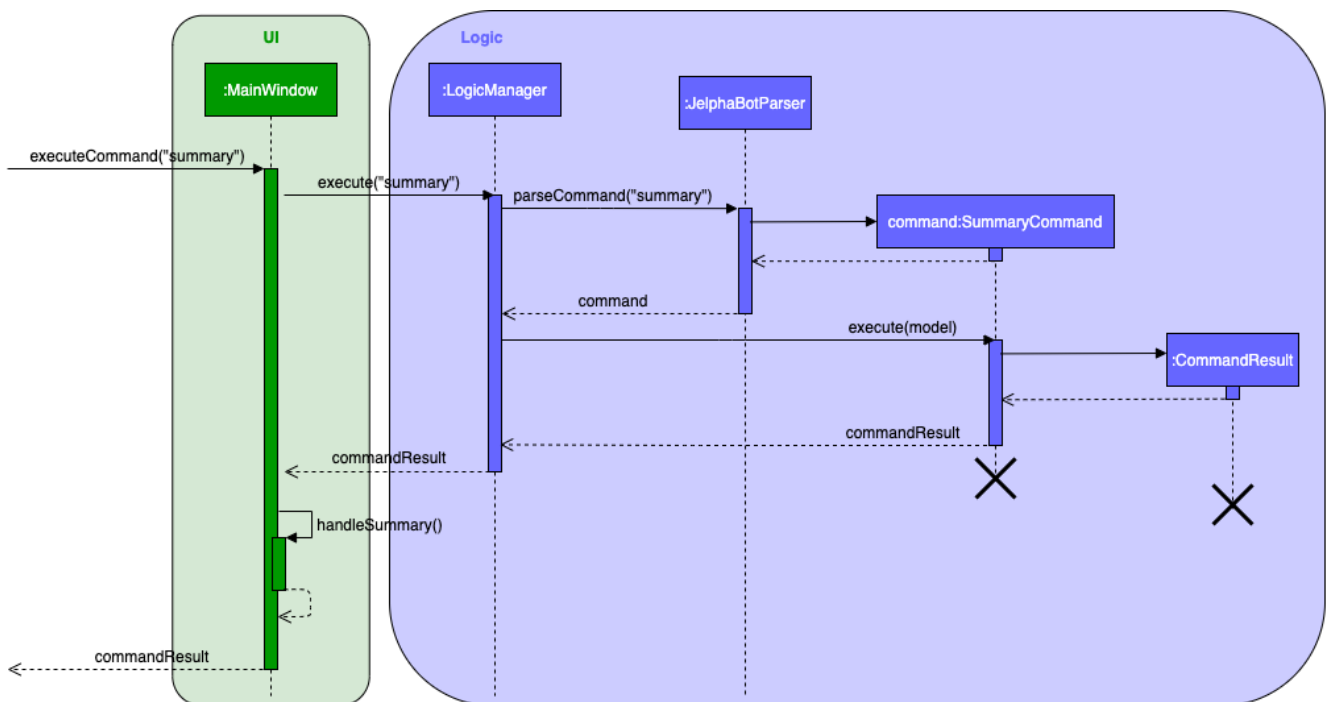 UI
Logic
:MainWindow
:LogicManager
:JelphaBotParser
executeCommand("summary")
execute("summary")
parseCommand("summary")
command:SummaryCommand
command
execute(model)
:CommandResult
commandResult
commandResult
handleSummary()
commandResult